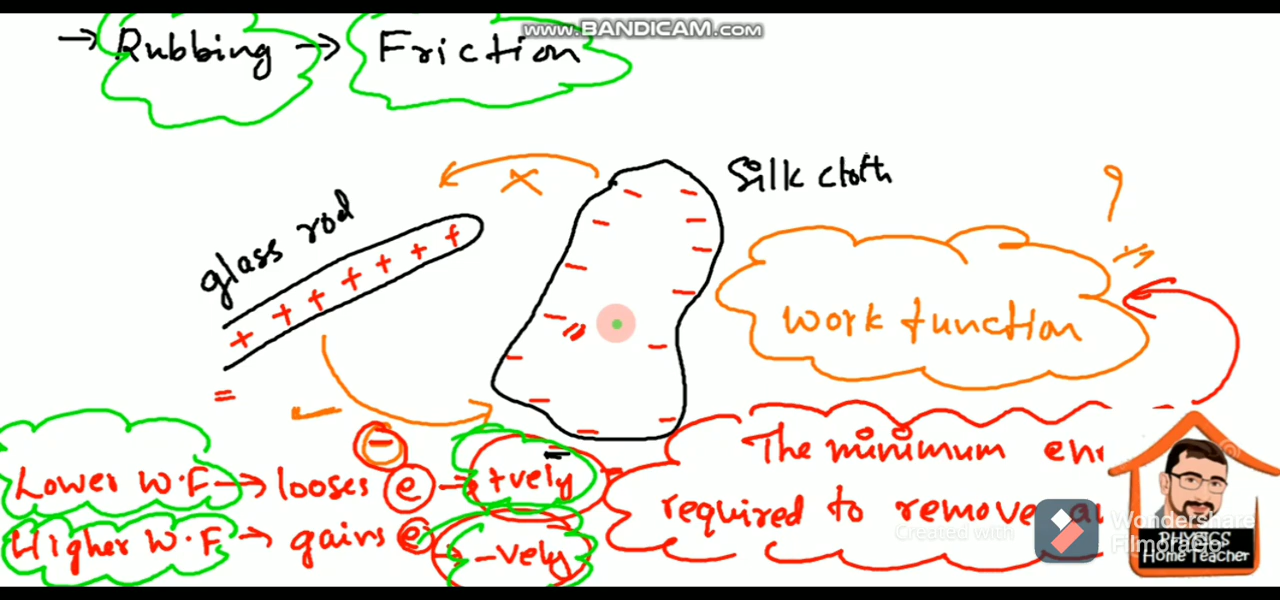 www.BANDICAM.com
→ Rubbing → Friction
Silk cloth
glass rod
+ + + + + + +
work function
?
=
The minimum
required to remove
Lower W.F → looses e → +vely
Higher W.F → gains e → -vely
Created with
Wondershare
Filmora
PHYSICS
Home Teacher